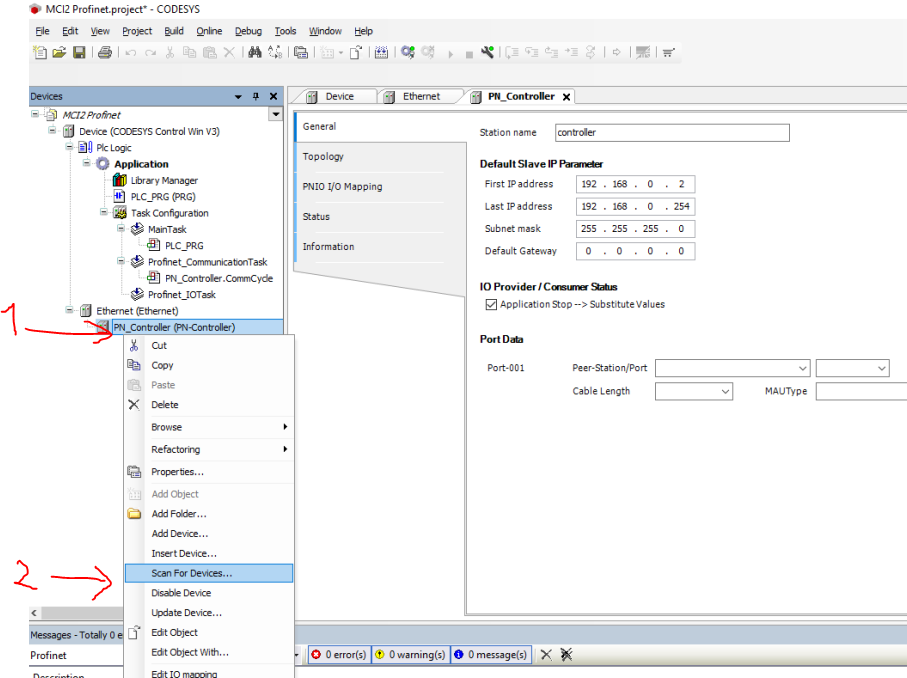 MCI2 Profinet.project* - CODESYS
File Edit View Project Build Online Debug Tools Window Help
Devices
Device Ethernet PN_Controller
MCI2 Profinet
Device (CODESYS Control Win V3)
Plc Logic
Application
Library Manager
PLC_PRG (PRG)
Task Configuration
MainTask
PLC_PRG
Profinet_CommunicationTask
PN_Controller.CommCycle
Profinet_IOTask
Ethernet (Ethernet)
PN_Controller (PN-Controller)
1
2
Cut
Copy
Paste
Delete
Browse
Refactoring
Properties...
Add Object
Add Folder...
Add Device...
Insert Device...
Scan For Devices...
Disable Device
Update Device...
Edit Object
Edit Object With...
Edit IO mapping
General
Topology
PNIO I/O Mapping
Status
Information
Station name controller
Default Slave IP Parameter
First IP address 192 . 168 . 0 . 2
Last IP address 192 . 168 . 0 . 254
Subnet mask 255 . 255 . 255 . 0
Default Gateway 0 . 0 . 0 . 0
IO Provider / Consumer Status
Application Stop --> Substitute Values
Port Data
Port-001 Peer-Station/Port
Cable Length MAUType
Messages - Totally 0 e
Profinet 0 error(s) 0 warning(s) 0 message(s)
Description